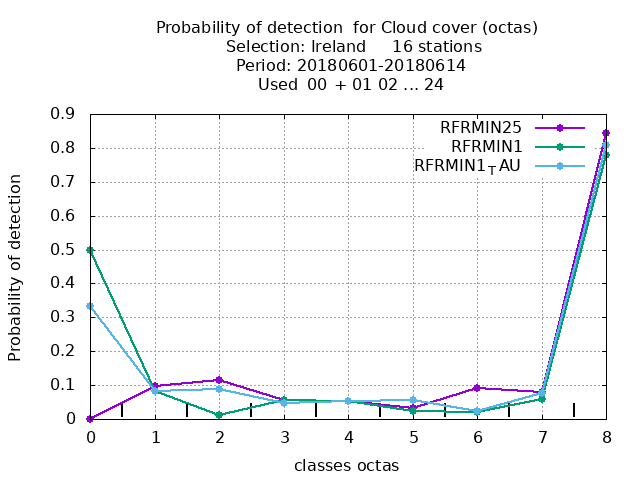 Probability of detection  for Cloud cover (octas)
Selection: Ireland     16 stations
Period: 20180601-20180614
Used  00  + 01 02 ... 24
RFRMIN25
RFRMIN1
RFRMIN1TAU
Probability of detection
0.9
0.8
0.7
0.6
0.5
0.4
0.3
0.2
0.1
0
0 1 2 3 4 5 6 7 8
classes octas